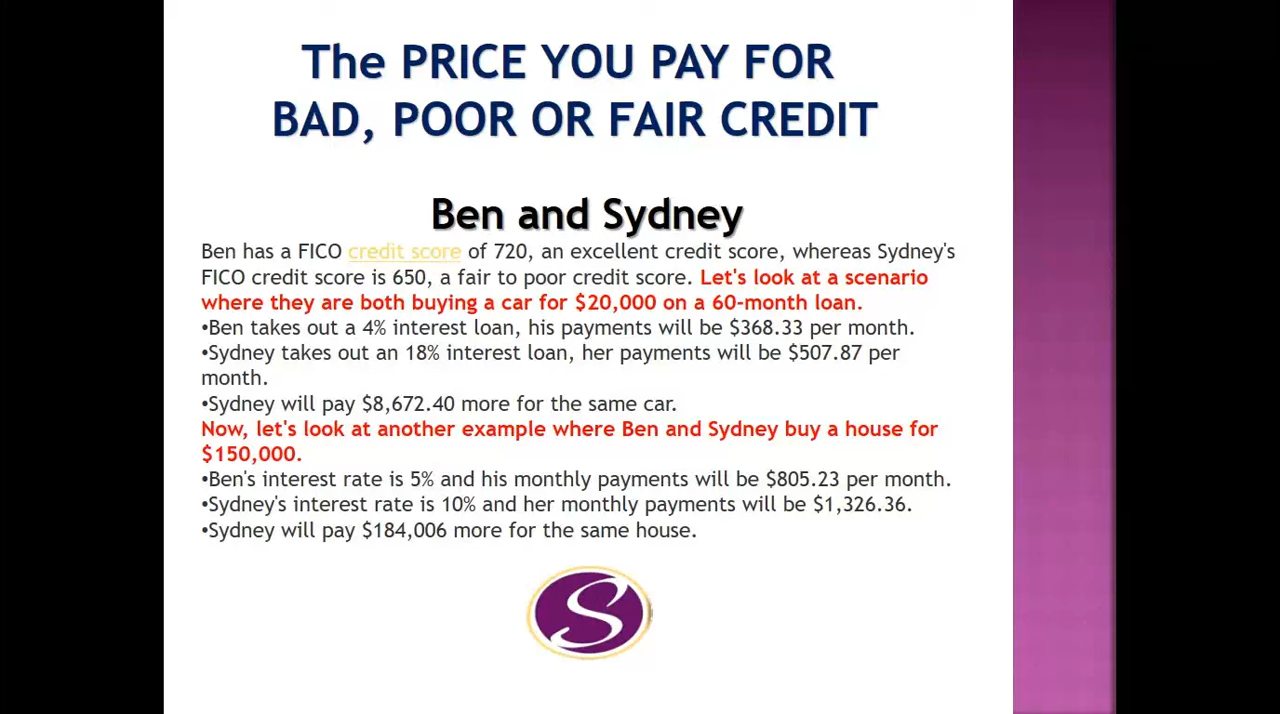 The PRICE YOU PAY FOR
BAD, POOR OR FAIR CREDIT
Ben and Sydney
Ben has a FICO credit score of 720, an excellent credit score, whereas Sydney's
FICO credit score is 650, a fair to poor credit score. Let's look at a scenario
where they are both buying a car for $20,000 on a 60-month loan.
•Ben takes out a 4% interest loan, his payments will be $368.33 per month.
•Sydney takes out an 18% interest loan, her payments will be $507.87 per
month.
•Sydney will pay $8,672.40 more for the same car.
Now, let's look at another example where Ben and Sydney buy a house for
$150,000.
•Ben's interest rate is 5% and his monthly payments will be $805.23 per month.
•Sydney's interest rate is 10% and her monthly payments will be $1,326.36.
•Sydney will pay $184,006 more for the same house.
S